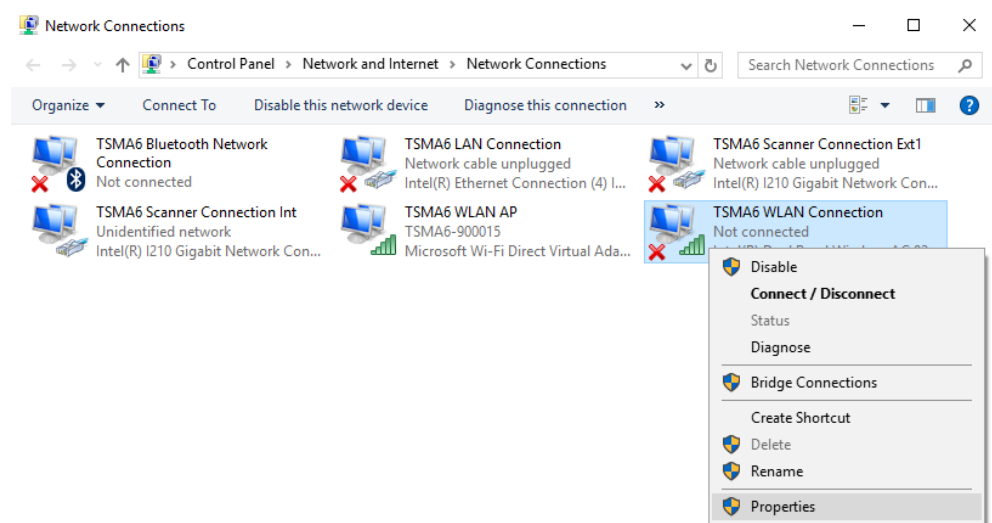 Network Connections
Control Panel > Network and Internet > Network Connections
Search Network Connections
Organize Connect To Disable this network device Diagnose this connection »
TSMA6 Bluetooth Network
Connection
Not connected
TSMA6 LAN Connection
Network cable unplugged
Intel(R) Ethernet Connection (4) I...
TSMA6 Scanner Connection Ext1
Network cable unplugged
Intel(R) I210 Gigabit Network Con...
TSMA6 Scanner Connection Int
Unidentified network
Intel(R) I210 Gigabit Network Con...
TSMA6 WLAN AP
TSMA6-900015
Microsoft Wi-Fi Direct Virtual Ada...
TSMA6 WLAN Connection
Not connected
Disable
Connect / Disconnect
Status
Diagnose
Bridge Connections
Create Shortcut
Delete
Rename
Properties